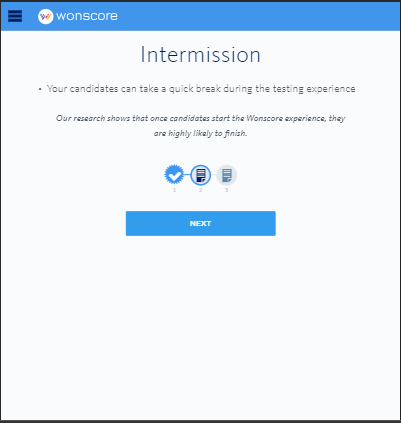 wonscore
Intermission
• Your candidates can take a quick break during the testing experience
Our research shows that once candidates start the Wonscore experience, they
are highly likely to finish.
1 2 3
NEXT